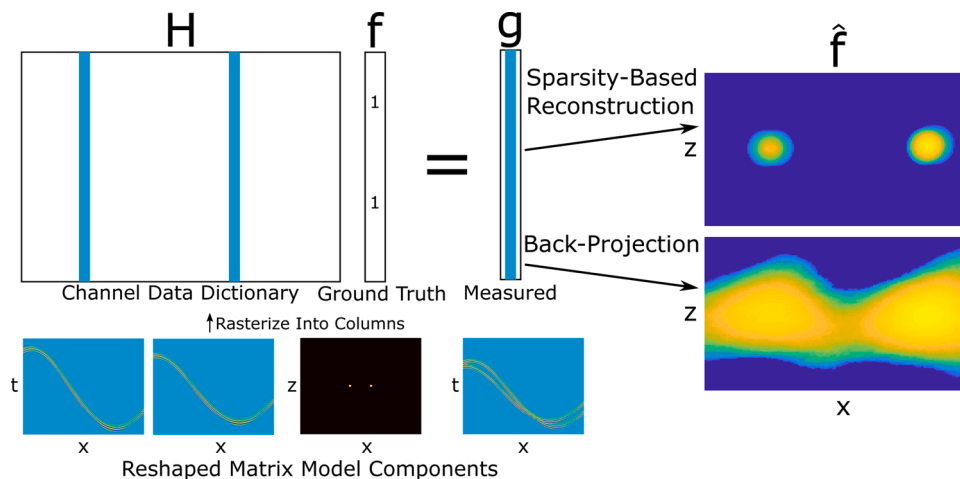 H
f
g
f̂
1
1
=
Sparsity-Based
Reconstruction
z
Back-Projection
z
x
Channel Data Dictionary
Ground Truth
Measured
↑Rasterize Into Columns
t
z
t
x
x
x
x
Reshaped Matrix Model Components